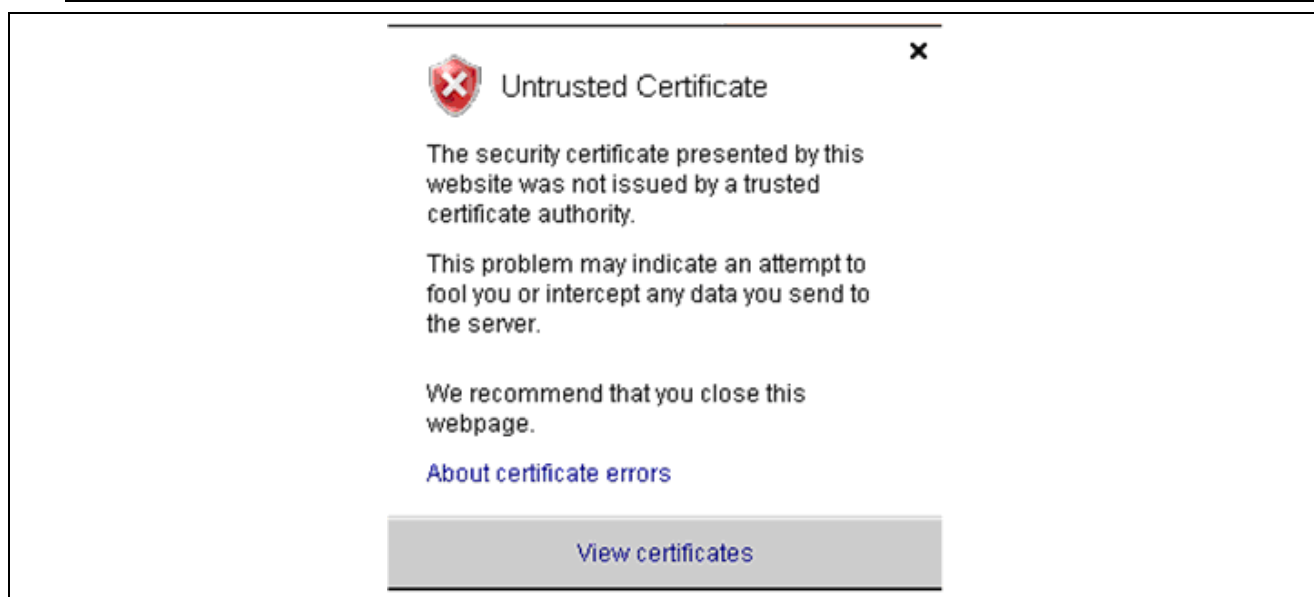 Untrusted Certificate
The security certificate presented by this
website was not issued by a trusted
certificate authority.
This problem may indicate an attempt to
fool you or intercept any data you send to
the server.
We recommend that you close this
webpage.
About certificate errors
View certificates